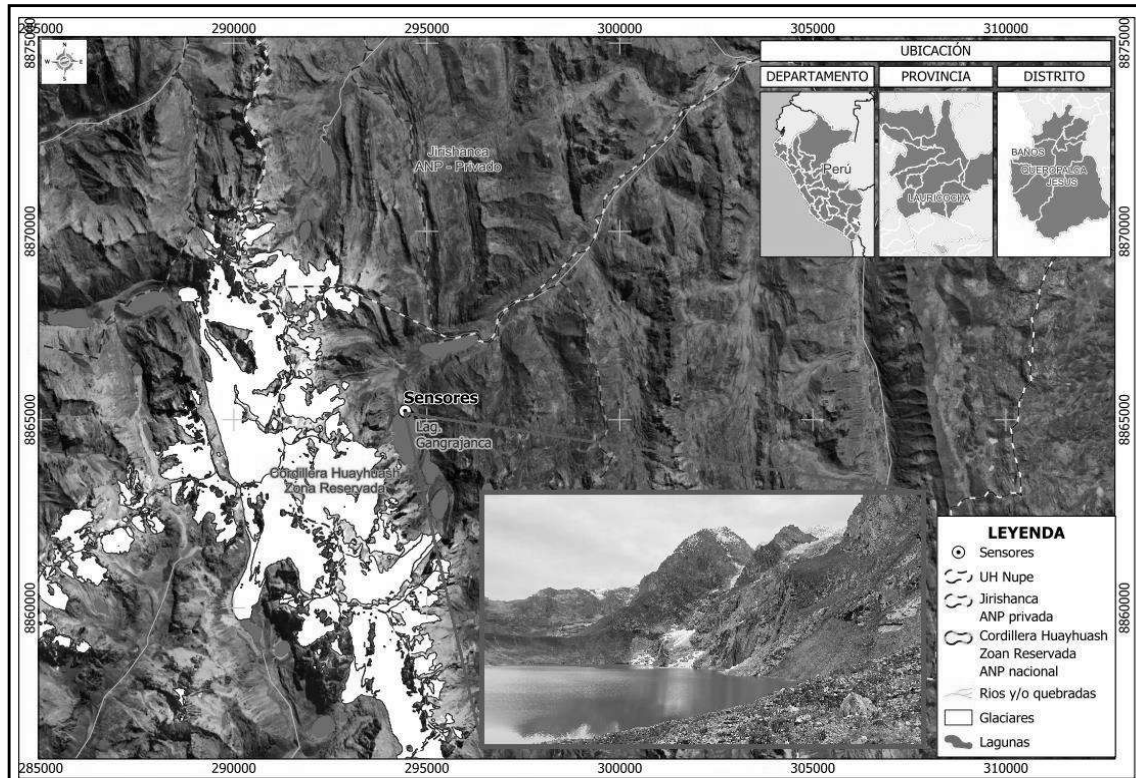 285000 290000 295000 300000 305000 310000
8875000 8875000
N
W E
S
UBICACIÓN
DEPARTAMENTO PROVINCIA DISTRITO
Perú
LAURICOCHA
BAÑOS
QUEROPALCA
JESÚS
Jirishanca
ANP - Privado
8870000 8870000
Sensores
8865000 8865000
Lag.
Gangrajanca
Cordillera Huayhuash
Zona Reservada
8860000 8860000
LEYENDA
Sensores
UH Nupe
Jirishanca
ANP privada
Cordillera Huayhuash
Zoan Reservada
ANP nacional
Rios y/o quebradas
Glaciares
Lagunas
285000 290000 295000 300000 305000 310000